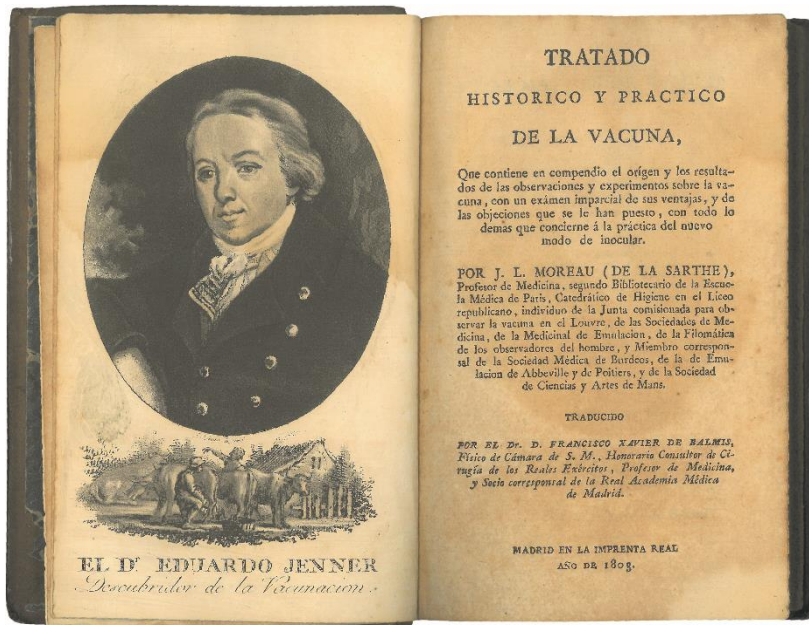 EL Dr EDUARDO JENNER
Descubridor de la Vacunacion.
TRATADO
HISTORICO Y PRACTICO
DE LA VACUNA,
Que contiene en compendio el orígen y los resulta-
dos de las observaciones y experimentos sobre la va-
cuna, con un exámen imparcial de sus ventajas, y de
las objeciones que se le han puesto, con todo lo
demas que concierne á la práctica del nuevo
modo de inocular.
POR J. L. MOREAU (DE LA SARTHE),
Profesor de Medicina, segundo Bibliotecario de la Escue-
la Médica de Paris, Catedrático de Higiene en el Liceo
republicano, individuo de la Junta comisionada para ob-
servar la vacuna en el Louvre, de las Sociedades de Me-
dicina, de la Medicinal de Emulacion, de la Filomática
de los observadores del hombre, y Miembro correspon-
sal de la Sociedad Médica de Burdeos, de la de Emu-
lacion de Abbeville y de Poitiers, y de la Sociedad
de Ciencias y Artes de Mans.
TRADUCIDO
POR EL Dr. D. FRANCISCO XAVIER DE BALMIS,
Físico de Cámara de S. M., Honorario Consultor de Ci-
rugía de los Reales Exércitos, Profesor de Medicina,
y Socio corresponsal de la Real Academia Médica
de Madrid.
MADRID EN LA IMPRENTA REAL
AÑO DE 1803.